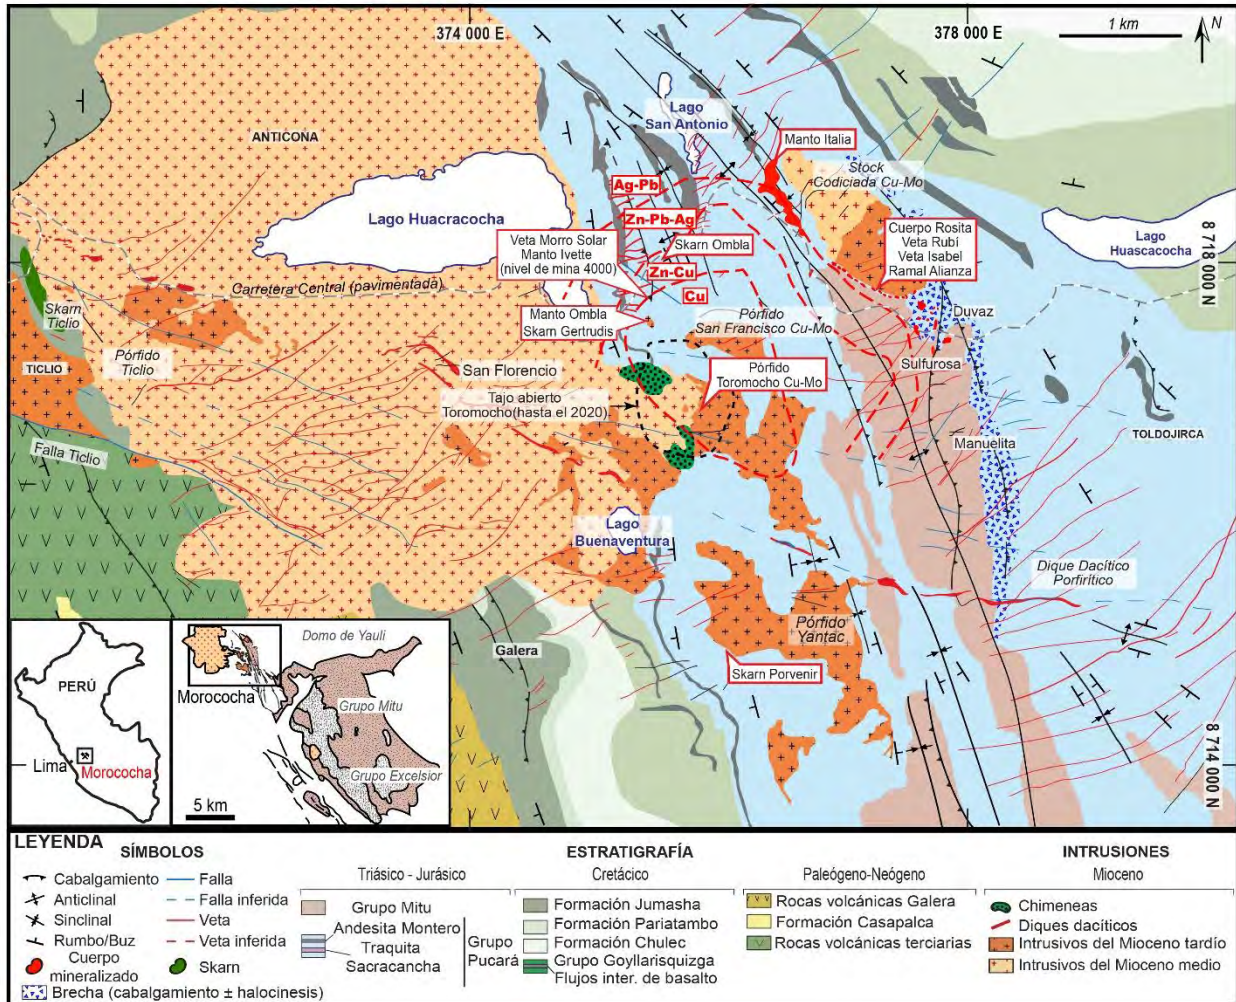 374 000 E
378 000 E
1 km
N
ANTICONA
Lago
San Antonio
Manto Italia
Stock
Codiciada Cu-Mo
Ag-Pb
Lago Huacracocha
Zn-Pb-Ag
Cuerpo Rosita
Veta Rubí
Veta Isabel
Ramal Alianza
Lago
Huascacocha
8 718 000 N
Veta Morro Solar
Manto Ivette
(nivel de mina 4000)
Skarn Ombla
Zn-Cu
Cu
Carretera Central (pavimentada)
Skarn
Ticlio
Manto Ombla
Skarn Gertrudis
Pórfido
San Francisco Cu-Mo
Duvaz
Pórfido
Ticlio
TICLIO
San Florencio
Sulfurosa
Pórfido
Toromocho Cu-Mo
Tajo abierto
Toromocho(hasta el 2020)
Falla Ticlio
Manuelita
TOLDOJIRCA
Lago
Buenaventura
Dique Dacítico
Porfirítico
Pórfido
Yantac
Galera
Skarn Porvenir
8 714 000 N
PERÚ
Lima
Morococha
Domo de Yauli
Morococha
Grupo Mitu
Grupo Excelsior
5 km
LEYENDA
SÍMBOLOS
Cabalgamiento
Anticlinal
Sinclinal
Rumbo/Buz
Cuerpo
mineralizado
Brecha (cabalgamiento ± halocinesis)
Falla
Falla inferida
Veta
Veta inferida
Skarn
ESTRATIGRAFÍA
Triásico - Jurásico
Grupo Mitu
Andesita Montero
Traquita
Sacracancha
Grupo
Pucará
Cretácico
Formación Jumasha
Formación Pariatambo
Formación Chulec
Grupo Goyllarisquizga
Flujos inter. de basalto
Paleógeno-Neógeno
Rocas volcánicas Galera
Formación Casapalca
Rocas volcánicas terciarias
INTRUSIONES
Mioceno
Chimeneas
Diques dacíticos
Intrusivos del Mioceno tardío
Intrusivos del Mioceno medio